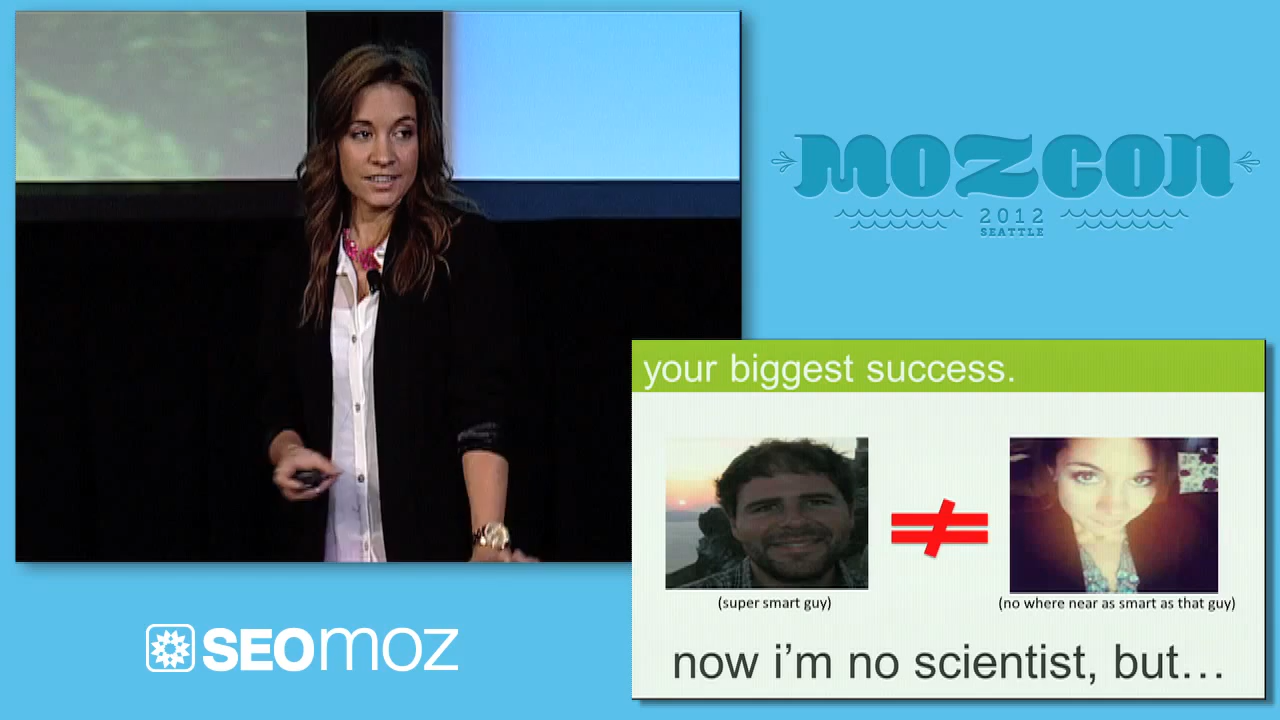 MOZCON
2012
SEATTLE
your biggest success.
(super smart guy)
(no where near as smart as that guy)
now i'm no scientist, but...
SEOmoz